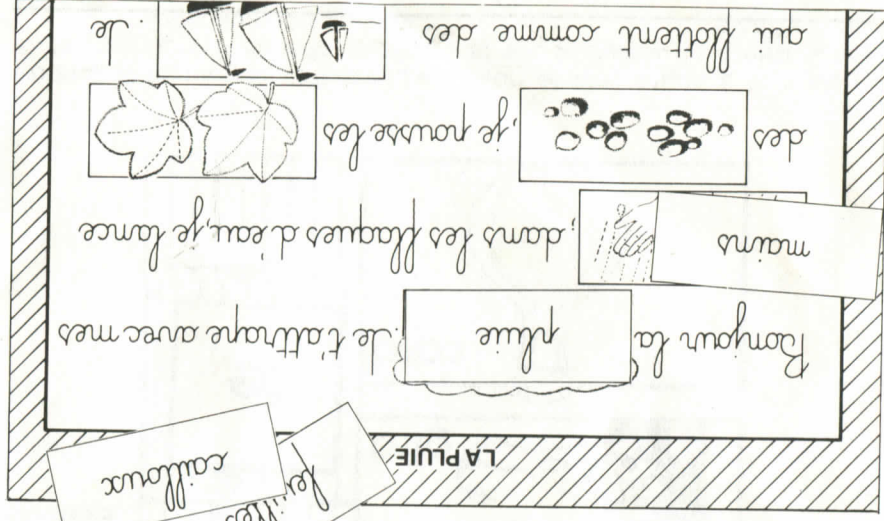 LA PLUIE
feuilles
cailloux
Bonjour la pluie. Je t'attrape avec mes
mains ; dans les flaques d'eau, je lance
des , je pousse les
qui flottent comme des . Je